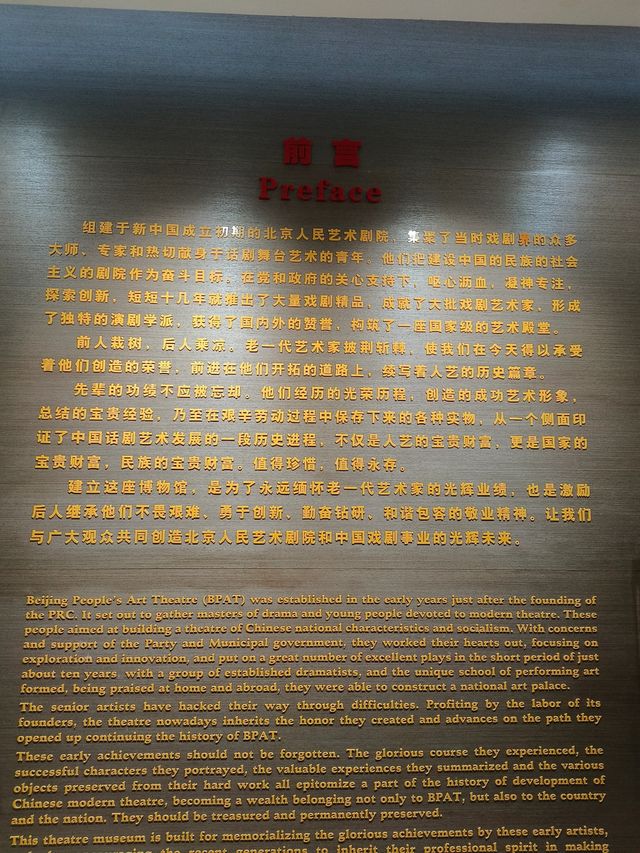 前言
Preface
组建于新中国成立初期的北京人民艺术剧院，集聚了当时戏剧界的众多
大师、专家和热切献身于话剧舞台艺术的青年。他们把建设中国的民族的社会
主义的剧院作为奋斗目标。在党和政府的关心支持下，呕心沥血，凝神专注，
探索创新，短短十几年就推出了大量戏剧精品，成就了大批戏剧艺术家，形成
了独特的演剧学派，获得了国内外的赞誉，构筑了一座国家级的艺术殿堂。
前人栽树，后人乘凉。老一代艺术家披荆斩棘，使我们在今天得以承受
着他们创造的荣誉，前进在他们开拓的道路上，续写着人艺的历史篇章。
先辈的功绩不应被忘却。他们经历的光荣历程，创造的成功艺术形象，
总结的宝贵经验，乃至在艰辛劳动过程中保存下来的各种实物，从一个侧面印
证了中国话剧艺术发展的一段历史进程，不仅是人艺的宝贵财富，更是国家的
宝贵财富，民族的宝贵财富。值得珍惜，值得永存。
建立这座博物馆，是为了永远缅怀老一代艺术家的光辉业绩，也是激励
后人继承他们不畏艰难、勇于创新、勤奋钻研、和谐包容的敬业精神。让我们
与广大观众共同创造北京人民艺术剧院和中国戏剧事业的光辉未来。
Beijing People's Art Theatre (BPAT) was established in the early years just after the founding of
the PRC. It set out to gather masters of drama and young people devoted to modern theatre. These
people aimed at building a theatre of Chinese national characteristics and socialism. With concerns
and support of the Party and Municipal government, they worked their hearts out, focusing on
exploration and innovation, and put on a great number of excellent plays in the short period of just
about ten years with a group of established dramatists, and the unique school of performing art
formed, being praised at home and abroad, they were able to construct a national art palace.
The senior artists have hacked their way through difficulties. Profiting by the labor of its
founders, the theatre nowadays inherits the honor they created and advances on the path they
opened up continuing the history of BPAT.
These early achievements should not be forgotten. The glorious course they experienced, the
successful characters they portrayed, the valuable experiences they summarized and the various
objects preserved from their hard work all epitomize a part of the history of development of
Chinese modern theatre, becoming a wealth belonging not only to BPAT, but also to the country
and the nation. They should be treasured and permanently preserved.
This theatre museum is built for memorializing the glorious achievements by these early artists,
the recent generations to inherit their professional spirit in making